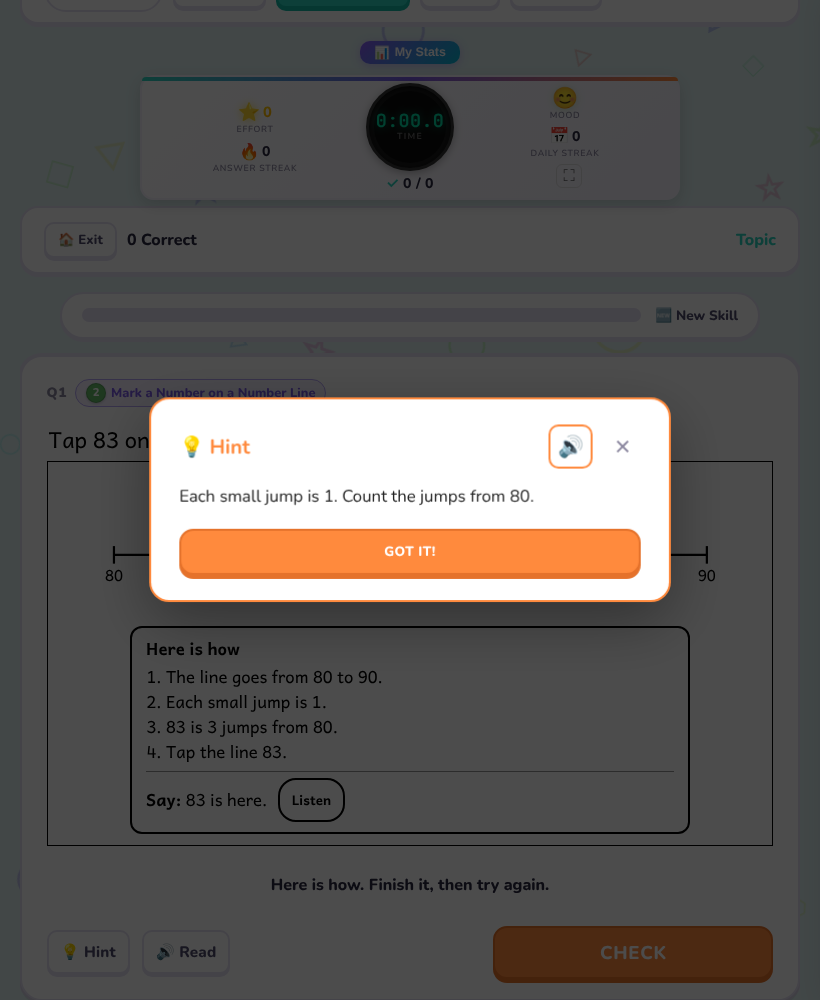 My Stats
0
EFFORT
0
ANSWER STREAK
0:00.0
TIME
0 / 0
MOOD
0
DAILY STREAK
Exit
0 Correct
Topic
NEW New Skill
Q1
2 Mark a Number on a Number Line
Tap 83 on
Hint
Each small jump is 1. Count the jumps from 80.
GOT IT!
80
90
Here is how
1. The line goes from 80 to 90.
2. Each small jump is 1.
3. 83 is 3 jumps from 80.
4. Tap the line 83.
Say: 83 is here. Listen
Here is how. Finish it, then try again.
Hint
Read
CHECK